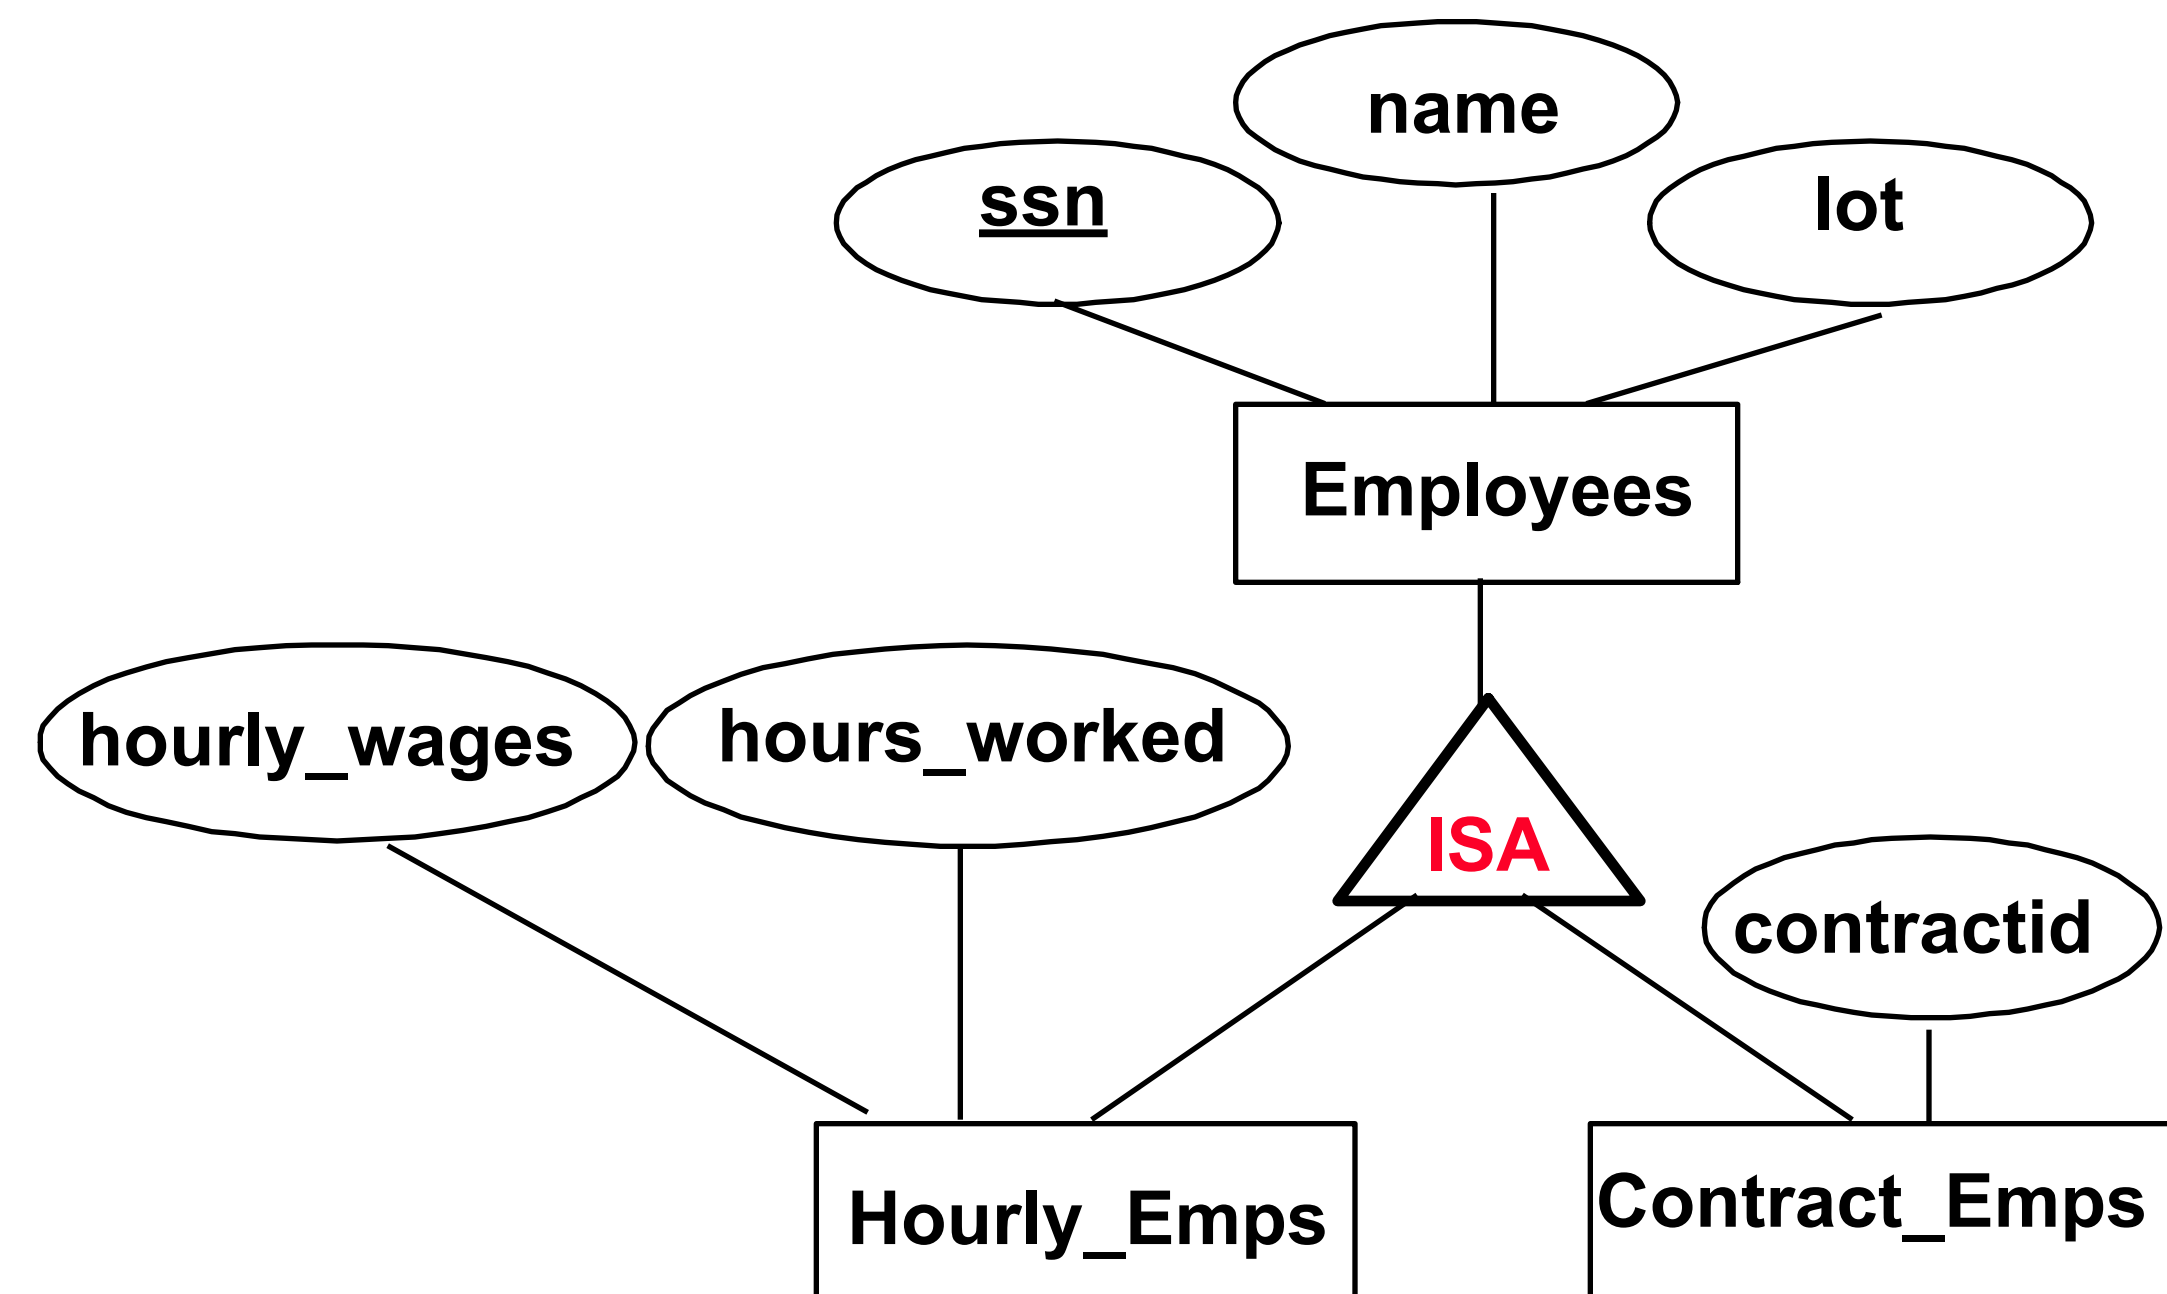 name
ssn
lot
Employees
hourly_wages
hours_worked
ISA
contractid
Hourly_Emps
Contract_Emps